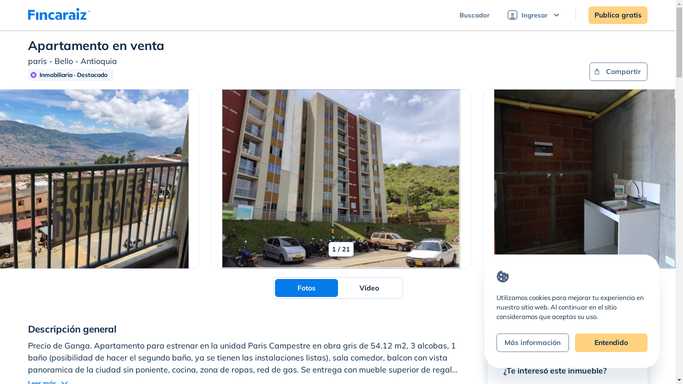 Fincaraiz
Buscador
Ingresar
Publica gratis
Apartamento en venta
paris - Bello - Antioquia
Inmobiliaria · Destacado
Compartir
1 / 21
Fotos
Video
Utilizamos cookies para mejorar tu experiencia en
nuestro sitio web. Al continuar en el sitio
consideramos que aceptas su uso.
Más información
Entendido
Descripción general
Precio de Ganga. Apartamento para estrenar en la unidad Paris Campestre en obra gris de 54.12 m2, 3 alcobas, 1
baño (posibilidad de hacer el segundo baño, ya se tienen las instalaciones listas), sala comedor, balcon con vista
panoramica de la ciudad sin poniente, cocina, zona de ropas, red de gas. Se entrega con mueble superior de regal...
Leer más
¿Te interesó este inmueble?